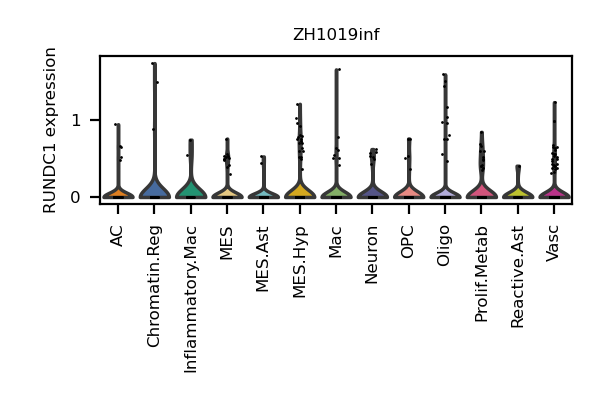 ZH1019inf
RUNDC1 expression
1
0
AC
Chromatin.Reg
Inflammatory.Mac
MES
MES.Ast
MES.Hyp
Mac
Neuron
OPC
Oligo
Prolif.Metab
Reactive.Ast
Vasc